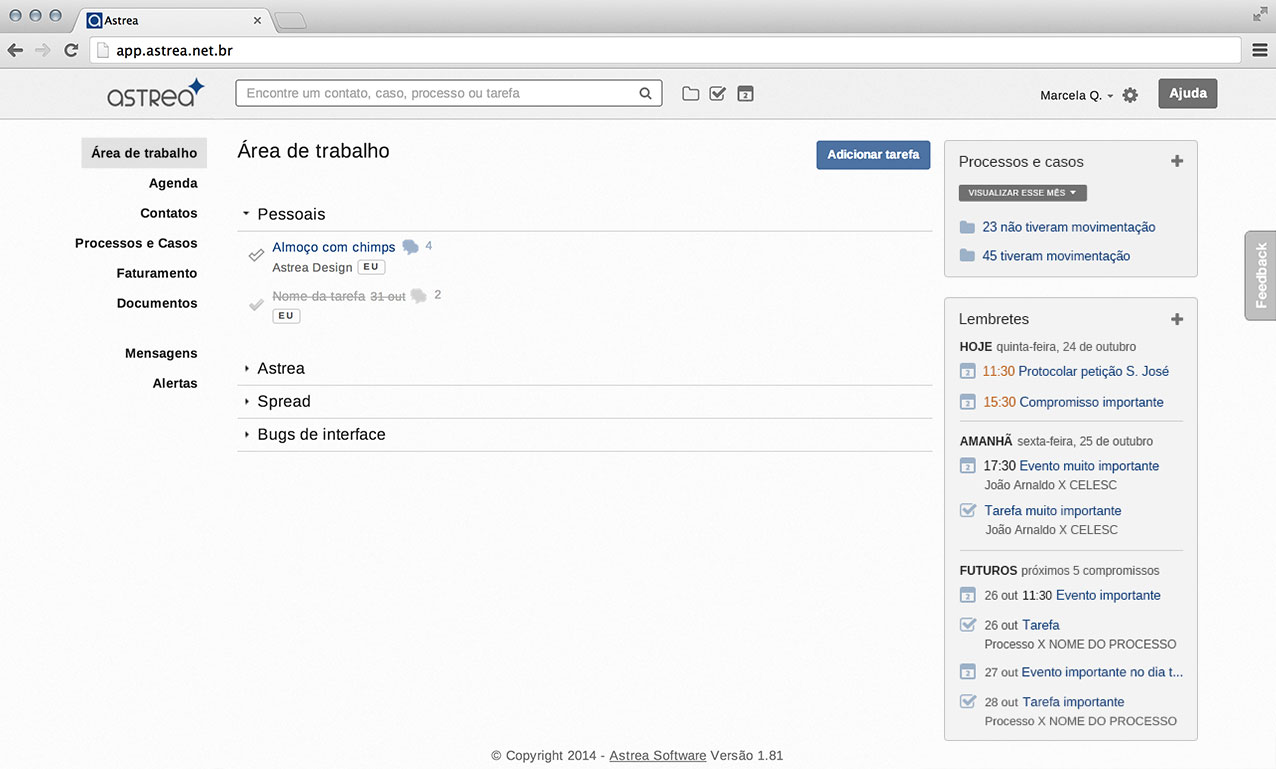 Astrea
app.astrea.net.br
astrea
Encontre um contato, caso, processo ou tarefa
2
Marcela Q.
Ajuda
Área de trabalho
Agenda
Contatos
Processos e Casos
Faturamento
Documentos
Mensagens
Alertas
Área de trabalho
Adicionar tarefa
Pessoais
Almoço com chimps 4
Astrea Design EU
Nome da tarefa 31 out 2
EU
Astrea
Spread
Bugs de interface
Processos e casos
VISUALIZAR ESSE MÊS
23 não tiveram movimentação
45 tiveram movimentação
Feedback
Lembretes
HOJE quinta-feira, 24 de outubro
2 11:30 Protocolar petição S. José
2 15:30 Compromisso importante
AMANHÃ sexta-feira, 25 de outubro
2 17:30 Evento muito importante
João Arnaldo X CELESC
Tarefa muito importante
João Arnaldo X CELESC
FUTUROS próximos 5 compromissos
2 26 out 11:30 Evento importante
26 out Tarefa
Processo X NOME DO PROCESSO
2 27 out Evento importante no dia t...
28 out Tarefa importante
Processo X NOME DO PROCESSO
© Copyright 2014 - Astrea Software Versão 1.81